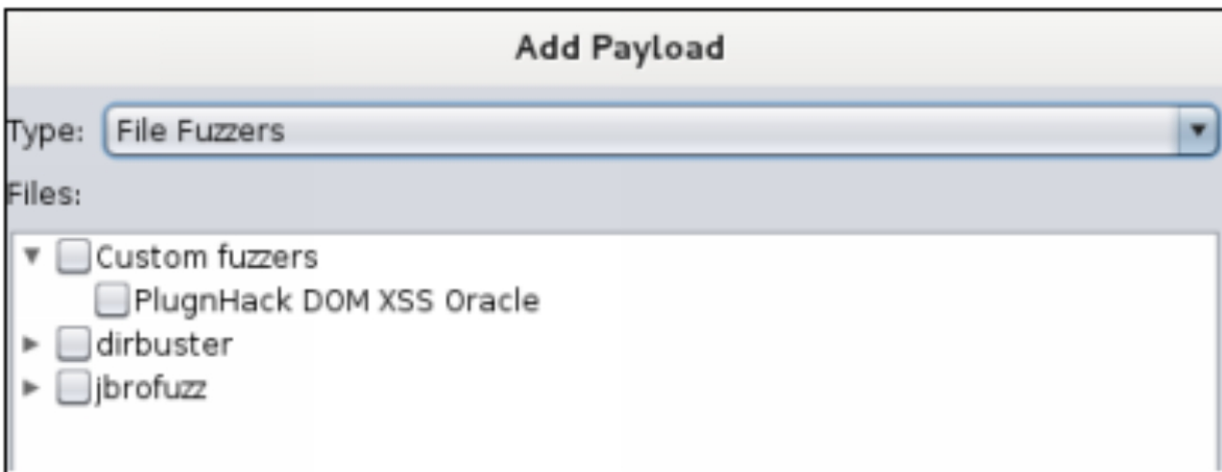 Add Payload
Type: File Fuzzers
Files:
Custom fuzzers
PlugnHack DOM XSS Oracle
dirbuster
jbrofuzz